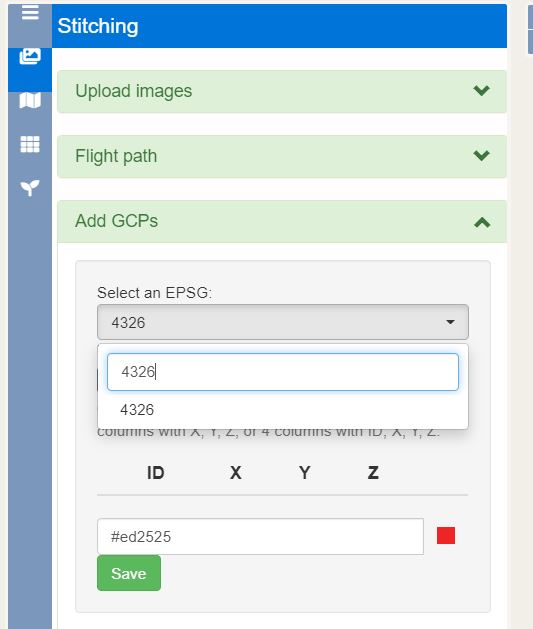 Stitching
Upload images
Flight path
Add GCPs
Select an EPSG:
4326
4326
4326
columns with X, Y, Z, or 4 columns with ID, X, Y, Z.
ID X Y Z
#ed2525
Save